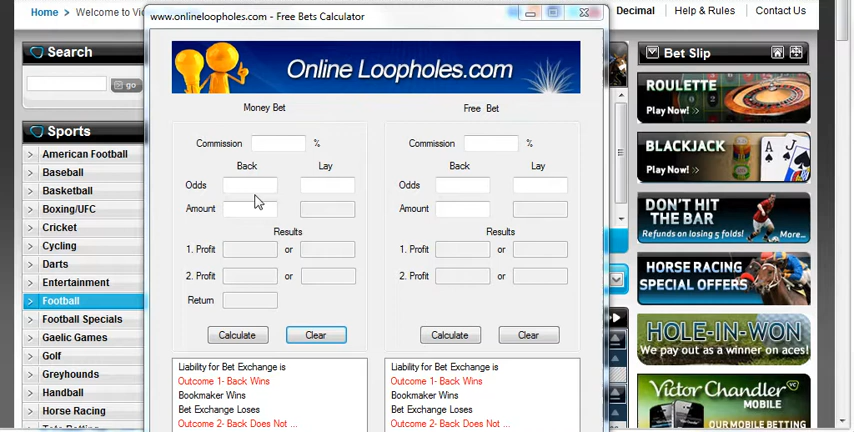 Home > Welcome to Vic
Decimal | Help & Rules | Contact Us
www.onlineloopholes.com - Free Bets Calculator
Search
go
Sports
American Football
Baseball
Basketball
Boxing/UFC
Cricket
Cycling
Darts
Entertainment
Football
Football Specials
Gaelic Games
Golf
Greyhounds
Handball
Horse Racing
Online Loopholes.com
Money Bet
Commission %
Back Lay
Odds
Amount
Results
1. Profit or
2. Profit or
Return
Calculate Clear
Liability for Bet Exchange is
Outcome 1- Back Wins
Bookmaker Wins
Bet Exchange Loses
Outcome 2- Back Does Not ...
Free Bet
Commission %
Back Lay
Odds
Amount
Results
1. Profit or
2. Profit or
Calculate Clear
Liability for Bet Exchange is
Outcome 1- Back Wins
Bookmaker Wins
Bet Exchange Loses
Outcome 2- Back Does Not ...
Bet Slip
ROULETTE
Play Now!
BLACKJACK
Play Now!
DON'T HIT
THE BAR
Refunds on losing 5 folds! More...
HORSE RACING
SPECIAL OFFERS
HOLE-IN-WON
We pay out as a winner on aces!
VICTOR CHANDLER
MOBILE
OUR MOBILE BETTING